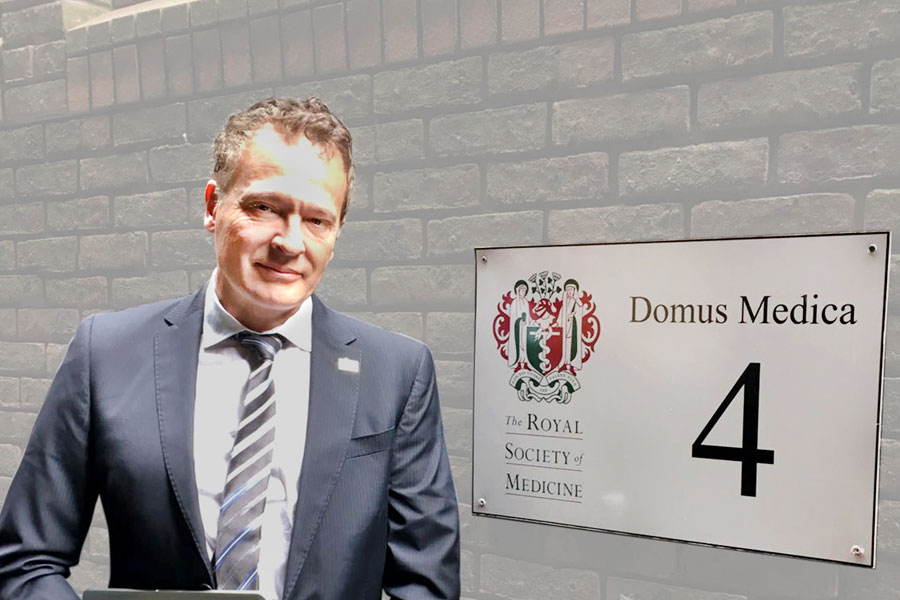 Domus Medica
4
The ROYAL
SOCIETY of
MEDICINE